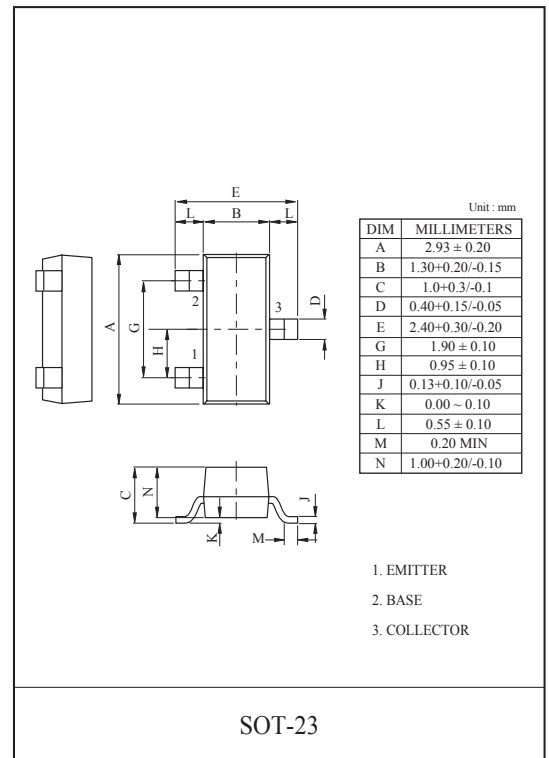 E
L B L
2
3
D
A
G
H
1
Unit : mm
DIM MILLIMETERS
A 2.93 ± 0.20
B 1.30+0.20/-0.15
C 1.0+0.3/-0.1
D 0.40+0.15/-0.05
E 2.40+0.30/-0.20
G 1.90 ± 0.10
H 0.95 ± 0.10
J 0.13+0.10/-0.05
K 0.00 ~ 0.10
L 0.55 ± 0.10
M 0.20 MIN
N 1.00+0.20/-0.10
C
N
K
M
J
1. EMITTER
2. BASE
3. COLLECTOR
SOT-23